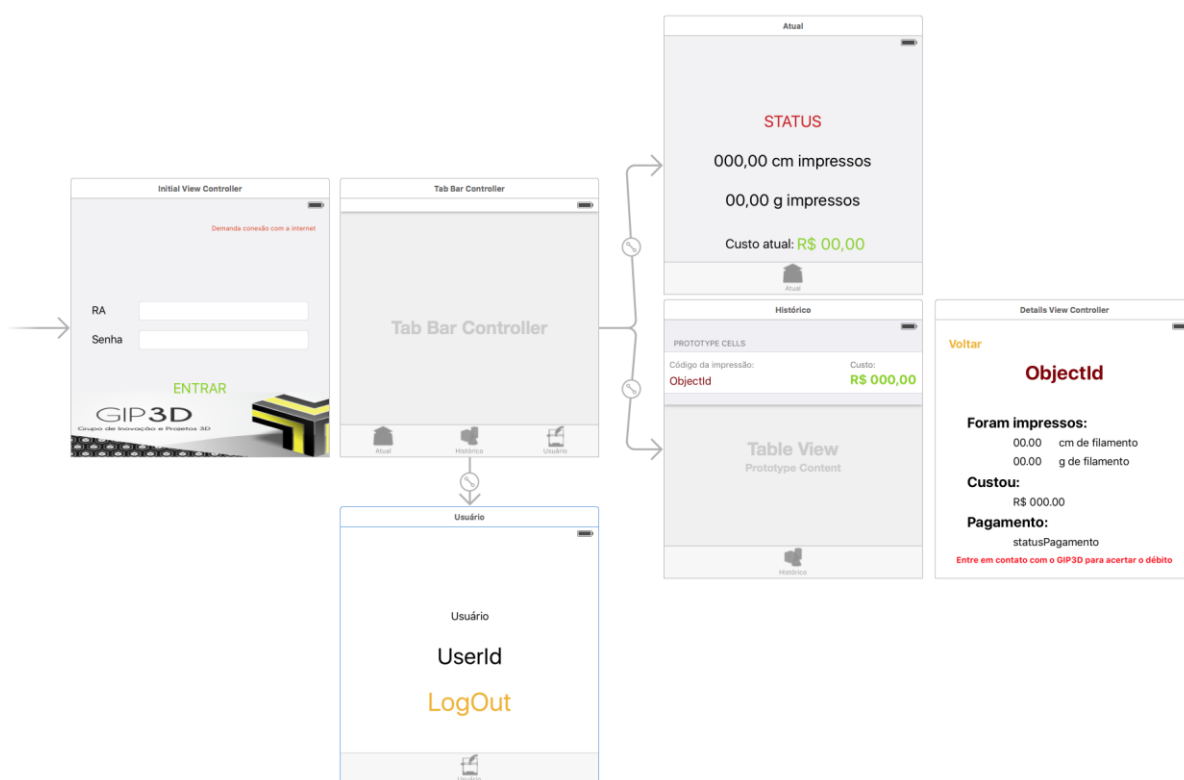 Atual
STATUS
000,00 cm impressos
00,00 g impressos
Custo atual: R$ 00,00
Atual
Initial View Controller
Demanda conexão com a internet
RA
Senha
ENTRAR
GIP3D
Grupo de Inovação e Projetos 3D
Tab Bar Controller
Tab Bar Controller
Atual Histórico Usuário
Histórico
PROTOTYPE CELLS
Código da impressão: Custo:
ObjectId R$ 000,00
Table View
Prototype Content
Histórico
Details View Controller
Voltar
ObjectId
Foram impressos:
00.00 cm de filamento
00.00 g de filamento
Custou:
R$ 000.00
Pagamento:
statusPagamento
Entre em contato com o GIP3D para acertar o débito
Usuário
Usuário
UserId
LogOut
Usuário